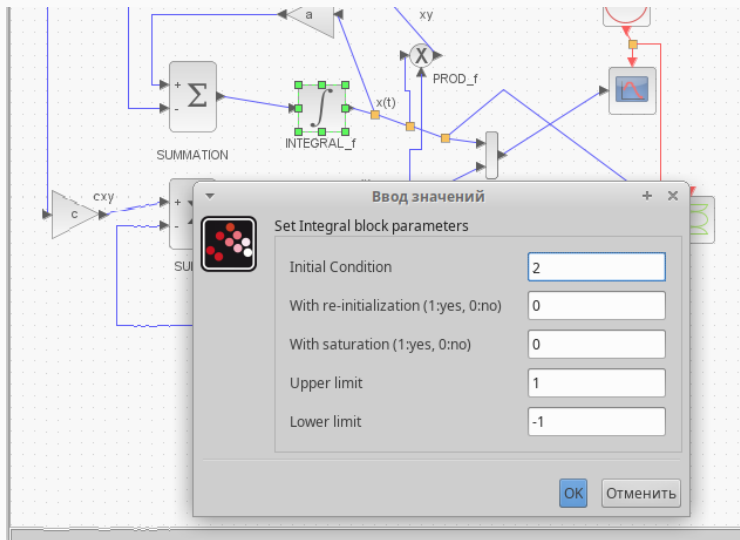 a
xy
X
PROD_f
+
-
Σ
∫
x(t)
INTEGRAL_f
SUMMATION
c
cxy
+
-
SU
Ввод значений
Set Integral block parameters
Initial Condition 2
With re-initialization (1:yes, 0:no) 0
With saturation (1:yes, 0:no) 0
Upper limit 1
Lower limit -1
OK Отменить